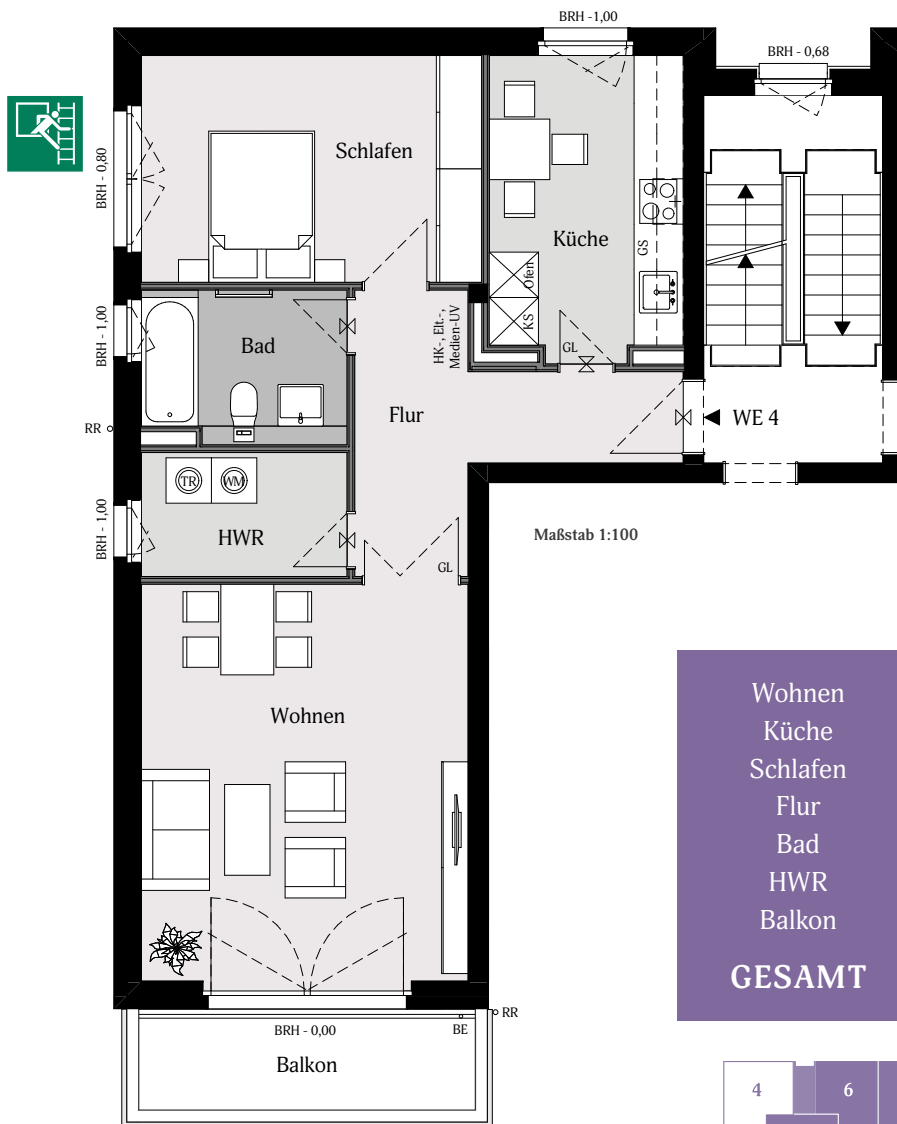 BRH -1,00
BRH - 0,68
BRH - 0,80
Schlafen
Küche
Ofen
KS
GS
GL
BRH - 1,00
Bad
HK-, Elt.-,
Medien-UV
RR
Flur
WE 4
TR
WM
BRH - 1,00
HWR
GL
Maßstab 1:100
Wohnen
BRH - 0,00
BE
RR
Balkon
Wohnen
Küche
Schlafen
Flur
Bad
HWR
Balkon
GESAMT
4
6